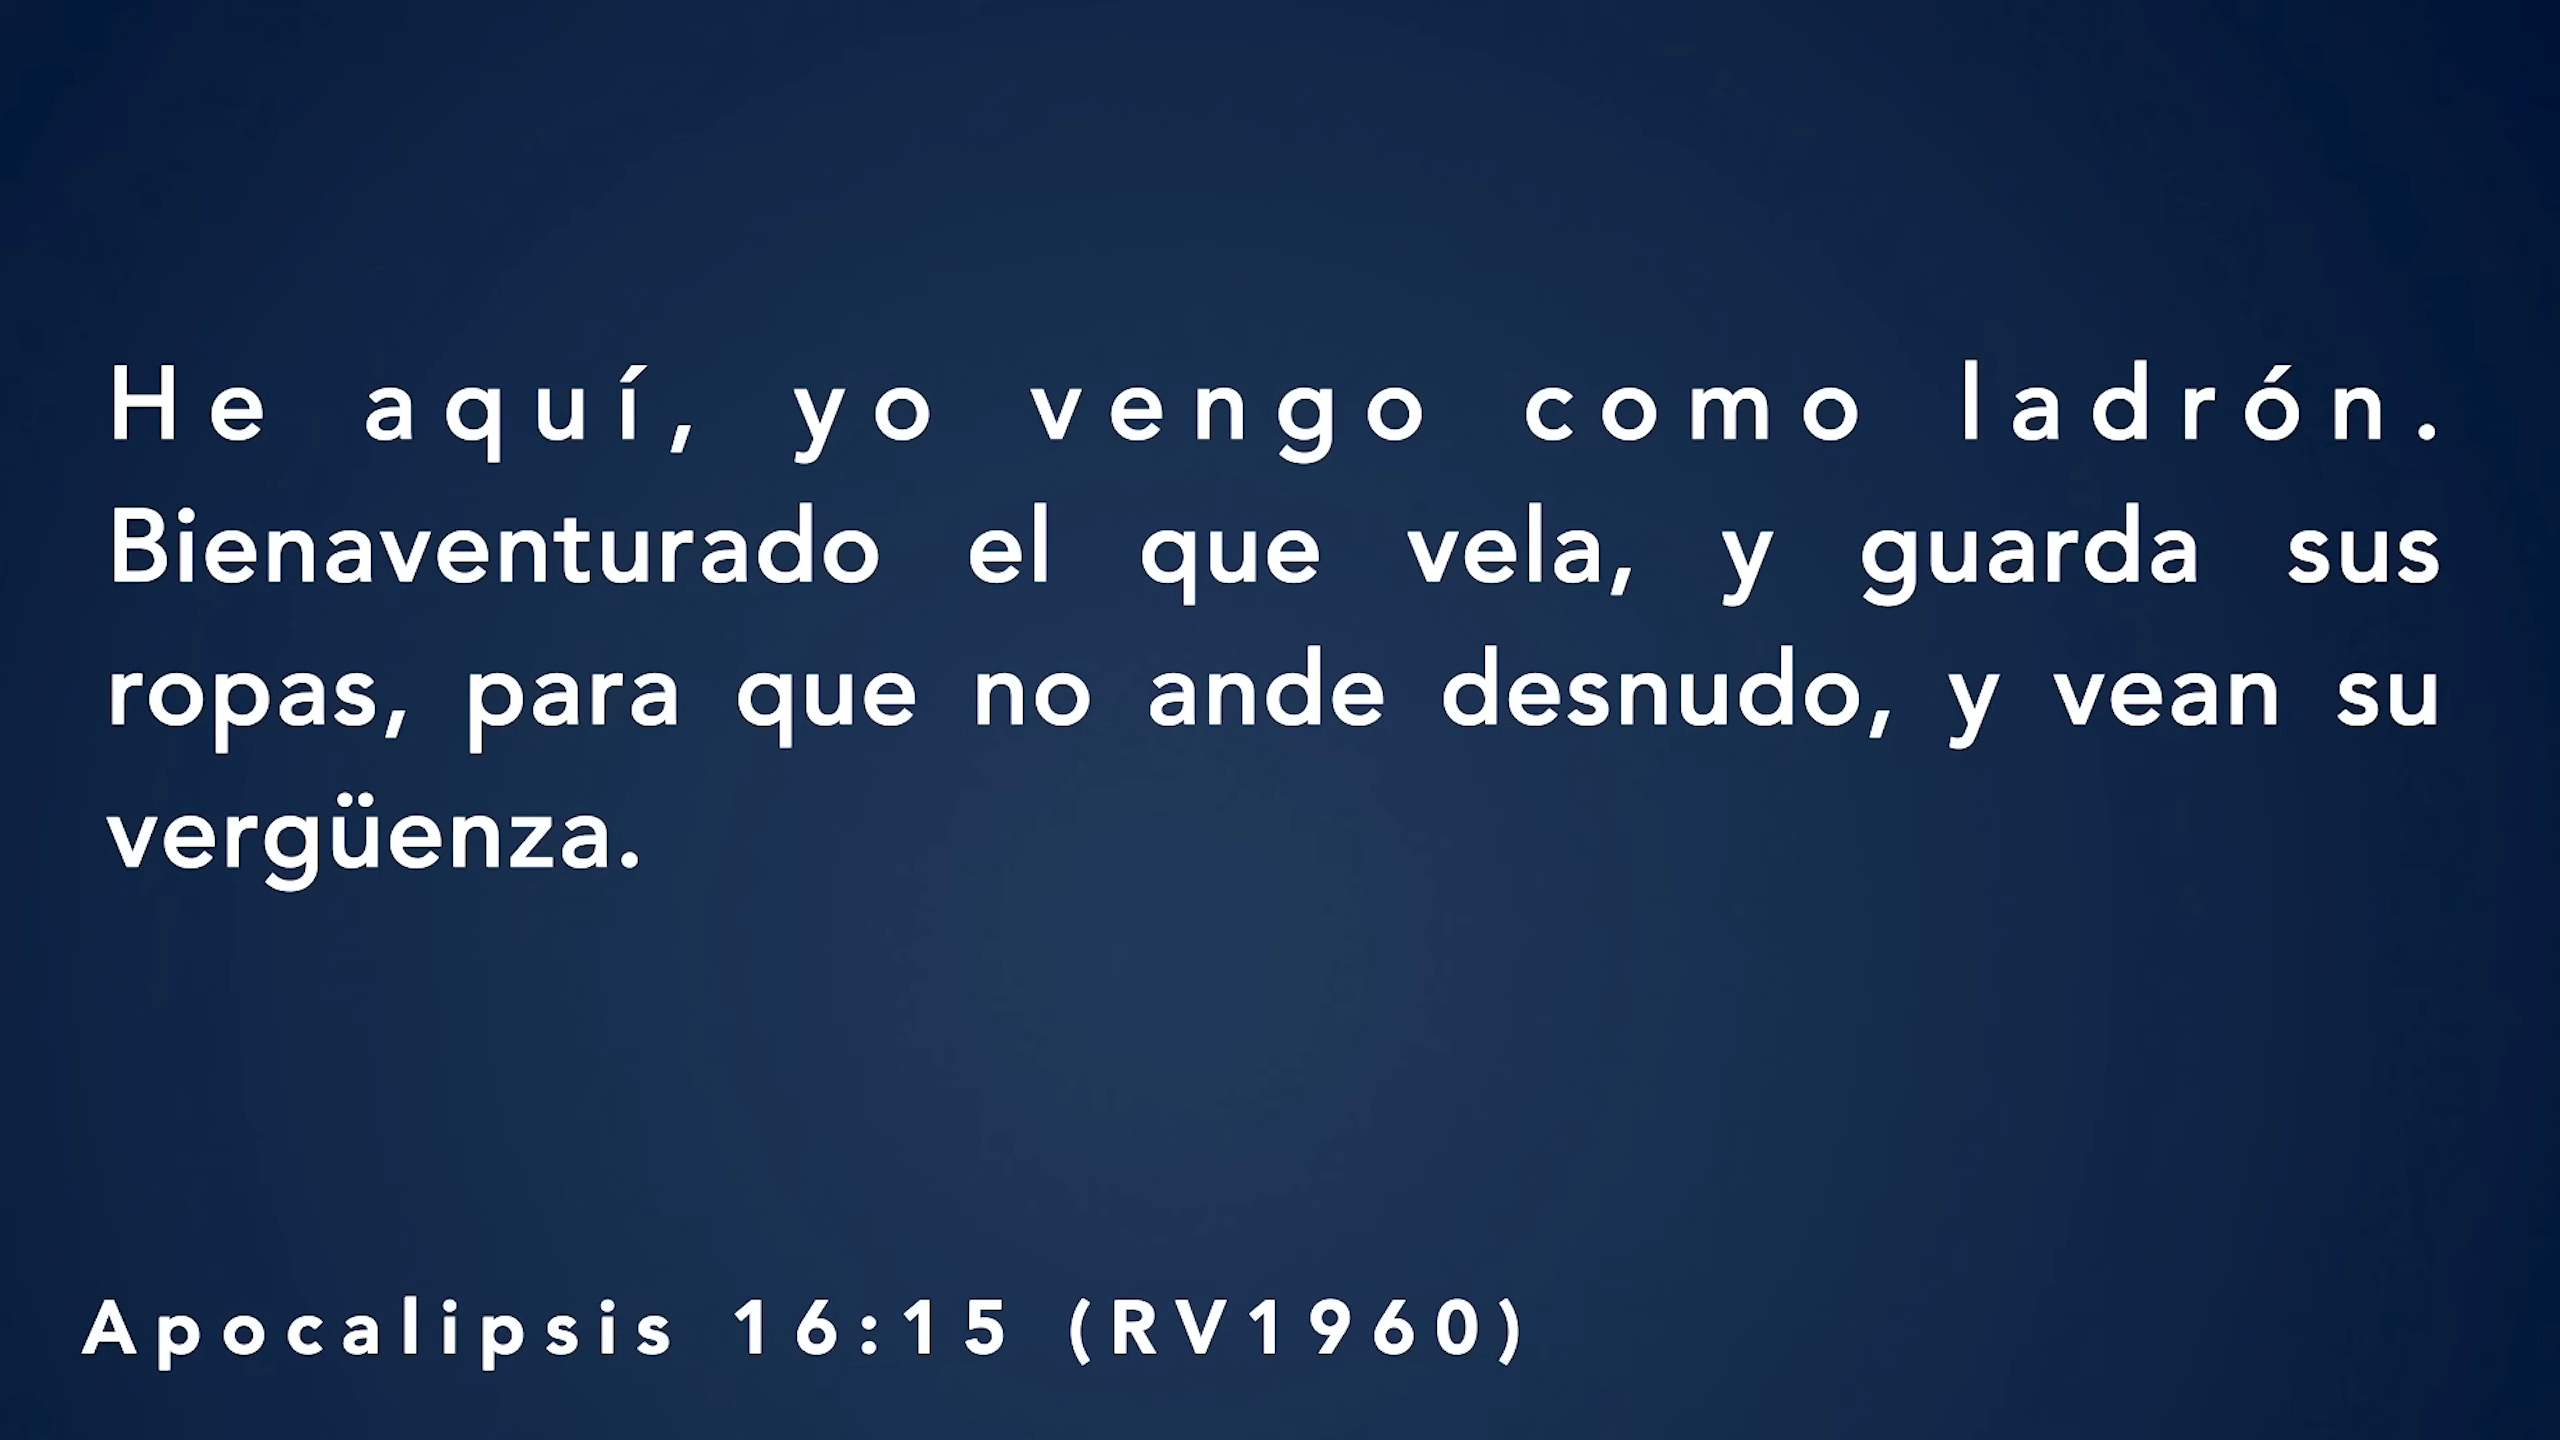 He aquí, yo vengo como ladrón.
Bienaventurado el que vela, y guarda sus
ropas, para que no ande desnudo, y vean su
vergüenza.
Apocalipsis 16:15 (RV1960)